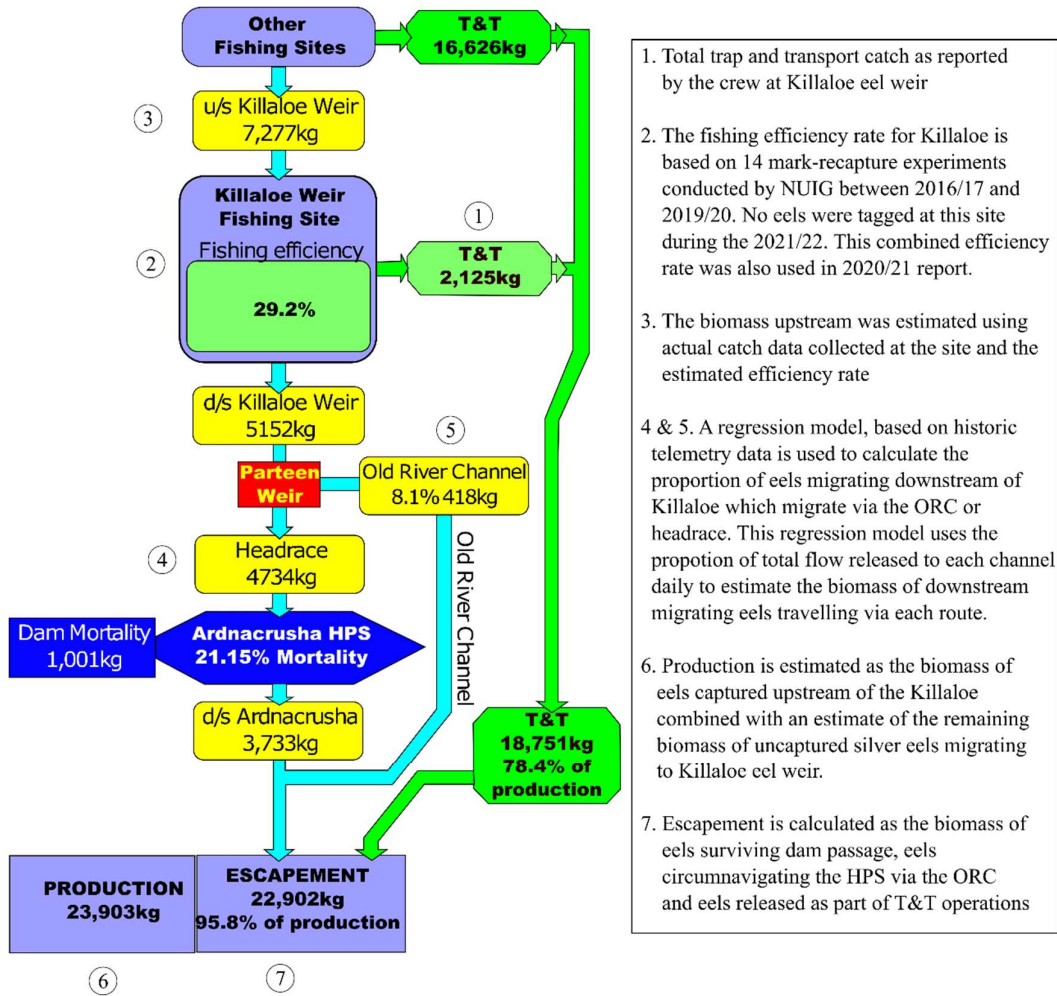 Other
Fishing Sites
T&T
16,626kg
3
u/s Killaloe Weir
7,277kg
Killaloe Weir
Fishing Site
Fishing efficiency
2
29.2%
1
T&T
2,125kg
d/s Killaloe Weir
5152kg
5
Parteen
Weir
Old River Channel
8.1% 418kg
Old River Channel
4
Headrace
4734kg
Dam Mortality
1,001kg
Ardnacrusha HPS
21.15% Mortality
d/s Ardnacrusha
3,733kg
T&T
18,751kg
78.4% of
production
PRODUCTION
23,903kg
ESCAPEMENT
22,902kg
95.8% of production
6
7
1. Total trap and transport catch as reported
by the crew at Killaloe eel weir
2. The fishing efficiency rate for Killaloe is
based on 14 mark-recapture experiments
conducted by NUIG between 2016/17 and
2019/20. No eels were tagged at this site
during the 2021/22. This combined efficiency
rate was also used in 2020/21 report.
3. The biomass upstream was estimated using
actual catch data collected at the site and the
estimated efficiency rate
4 & 5. A regression model, based on historic
telemetry data is used to calculate the
proportion of eels migrating downstream of
Killaloe which migrate via the ORC or
headrace. This regression model uses the
propotion of total flow released to each channel
daily to estimate the biomass of downstream
migrating eels travelling via each route.
6. Production is estimated as the biomass of
eels captured upstream of the Killaloe
combined with an estimate of the remaining
biomass of uncaptured silver eels migrating
to Killaloe eel weir.
7. Escapement is calculated as the biomass of
eels surviving dam passage, eels
circumnavigating the HPS via the ORC
and eels released as part of T&T operations